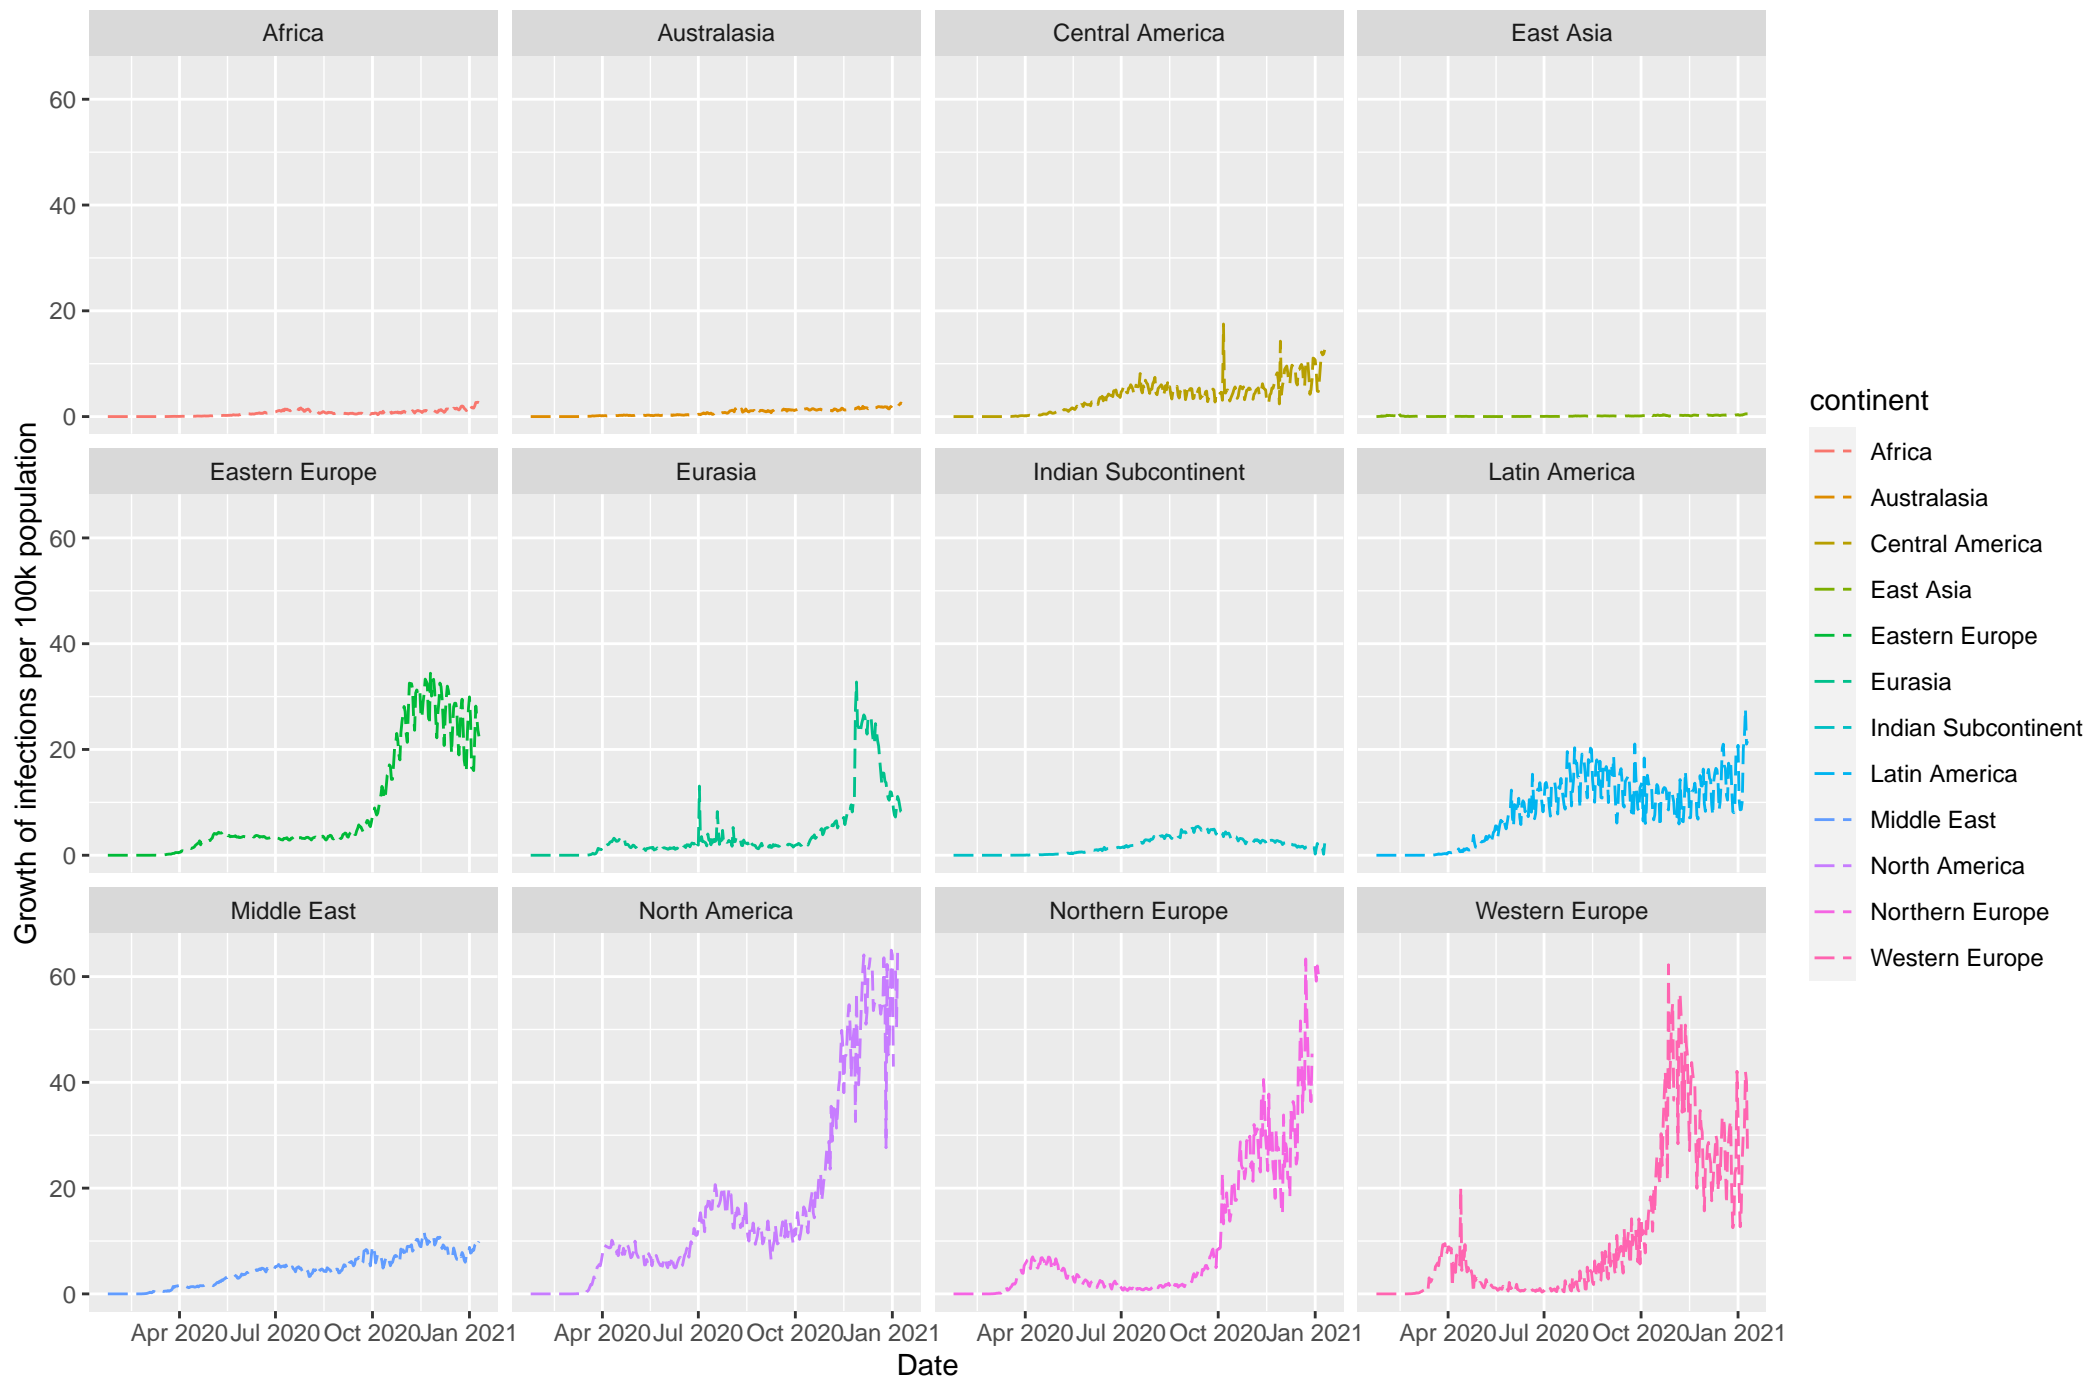 Africa
Australasia
Central America
East Asia
60
40
20
0
Eastern Europe
Eurasia
Indian Subcontinent
Latin America
60
40
20
0
Middle East
North America
Northern Europe
Western Europe
60
40
20
0
Apr 2020 Jul 2020 Oct 2020 Jan 2021
Apr 2020 Jul 2020 Oct 2020 Jan 2021
Apr 2020 Jul 2020 Oct 2020 Jan 2021
Apr 2020 Jul 2020 Oct 2020 Jan 2021
Date
Growth of infections per 100k population
continent
Africa
Australasia
Central America
East Asia
Eastern Europe
Eurasia
Indian Subcontinent
Latin America
Middle East
North America
Northern Europe
Western Europe